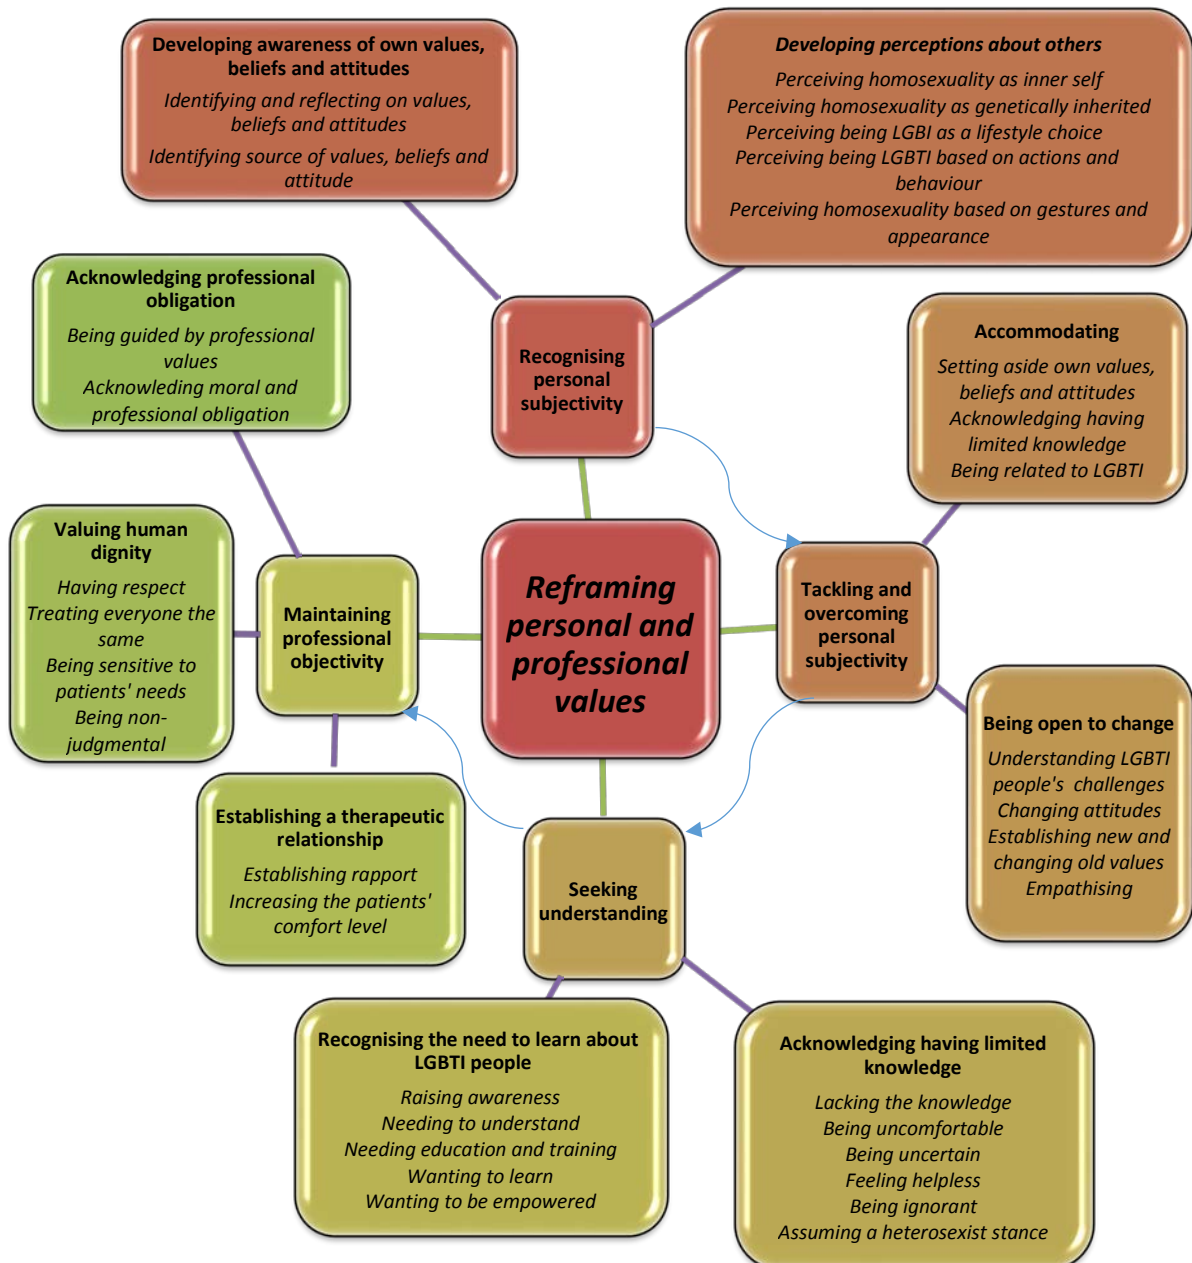 Developing awareness of own values,
beliefs and attitudes
Identifying and reflecting on values,
beliefs and attitudes
Identifying source of values, beliefs and
attitude
Developing perceptions about others
Perceiving homosexuality as inner self
Perceiving homosexuality as genetically inherited
Perceiving being LGBI as a lifestyle choice
Perceiving being LGBTI based on actions and
behaviour
Perceiving homosexuality based on gestures and
appearance
Acknowledging professional
obligation
Being guided by professional
values
Acknowleding moral and
professional obligation
Recognising
personal
subjectivity
Accommodating
Setting aside own values,
beliefs and attitudes
Acknowledging having
limited knowledge
Being related to LGBTI
Valuing human
dignity
Having respect
Treating everyone the
same
Being sensitive to
patients' needs
Being non-
judgmental
Maintaining
professional
objectivity
Reframing
personal and
professional
values
Tackling and
overcoming
personal
subjectivity
Being open to change
Understanding LGBTI
people's challenges
Changing attitudes
Establishing new and
changing old values
Empathising
Establishing a therapeutic
relationship
Establishing rapport
Increasing the patients'
comfort level
Seeking
understanding
Recognising the need to learn about
LGBTI people
Raising awareness
Needing to understand
Needing education and training
Wanting to learn
Wanting to be empowered
Acknowledging having limited
knowledge
Lacking the knowledge
Being uncomfortable
Being uncertain
Feeling helpless
Being ignorant
Assuming a heterosexist stance